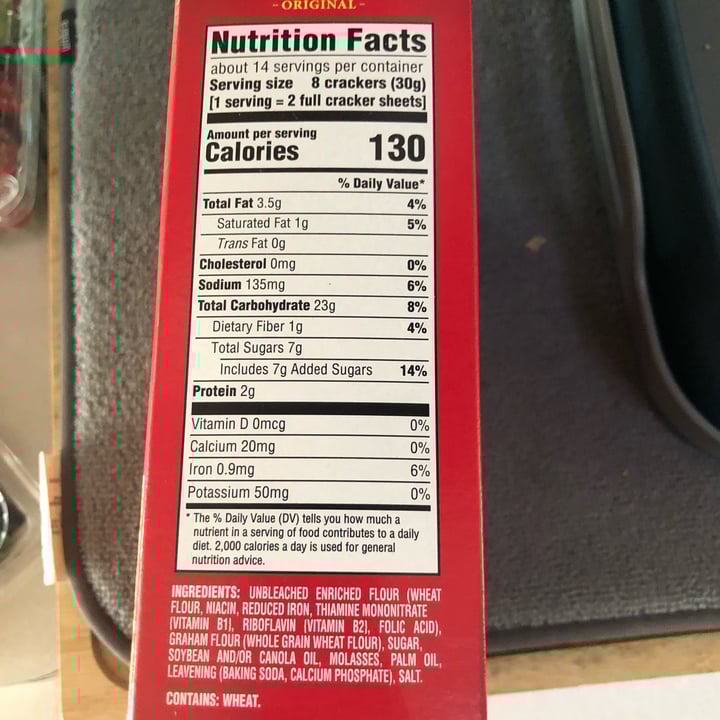 - ORIGINAL -
Nutrition Facts
about 14 servings per container
Serving size 8 crackers (30g)
[1 serving = 2 full cracker sheets]
Amount per serving
Calories 130
% Daily Value*
Total Fat 3.5g 4%
Saturated Fat 1g 5%
Trans Fat 0g
Cholesterol 0mg 0%
Sodium 135mg 6%
Total Carbohydrate 23g 8%
Dietary Fiber 1g 4%
Total Sugars 7g
Includes 7g Added Sugars 14%
Protein 2g
Vitamin D 0mcg 0%
Calcium 20mg 0%
Iron 0.9mg 6%
Potassium 50mg 0%
* The % Daily Value (DV) tells you how much a
nutrient in a serving of food contributes to a daily
diet. 2,000 calories a day is used for general
nutrition advice.
INGREDIENTS: UNBLEACHED ENRICHED FLOUR (WHEAT
FLOUR, NIACIN, REDUCED IRON, THIAMINE MONONITRATE
(VITAMIN B1), RIBOFLAVIN (VITAMIN B2), FOLIC ACID),
GRAHAM FLOUR (WHOLE GRAIN WHEAT FLOUR), SUGAR,
SOYBEAN AND/OR CANOLA OIL, MOLASSES, PALM OIL,
LEAVENING (BAKING SODA, CALCIUM PHOSPHATE), SALT.
CONTAINS: WHEAT.